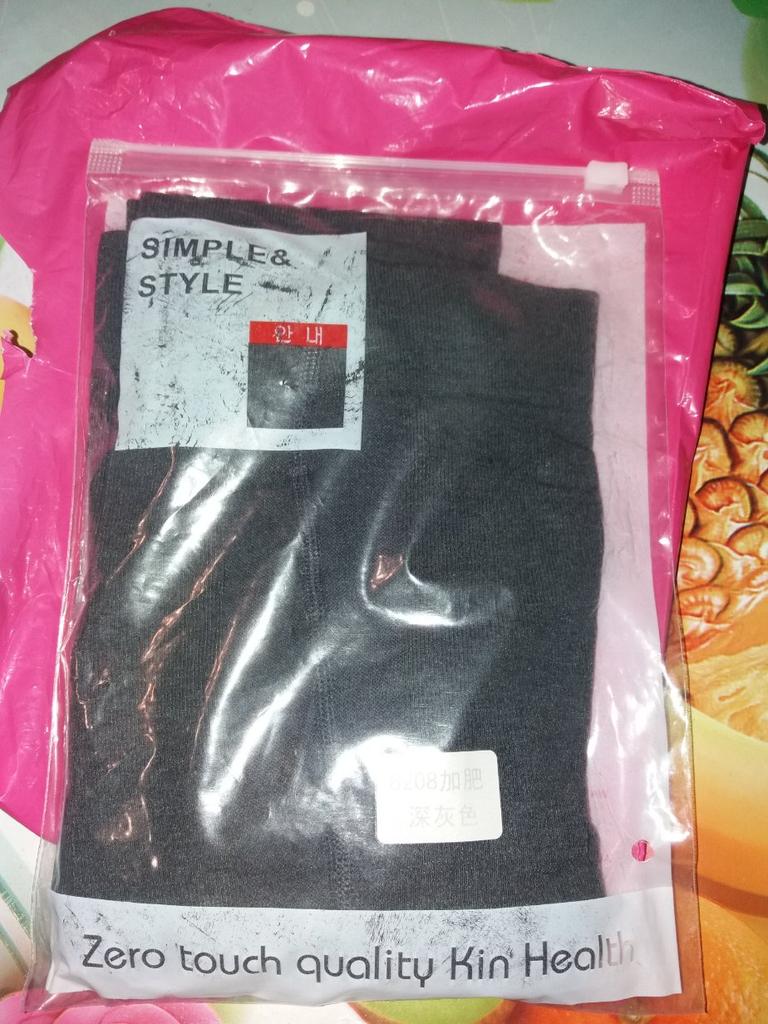 SIMPLE&
STYLE
안 내
8208加肥
深灰色
Zero touch quality Kin Health